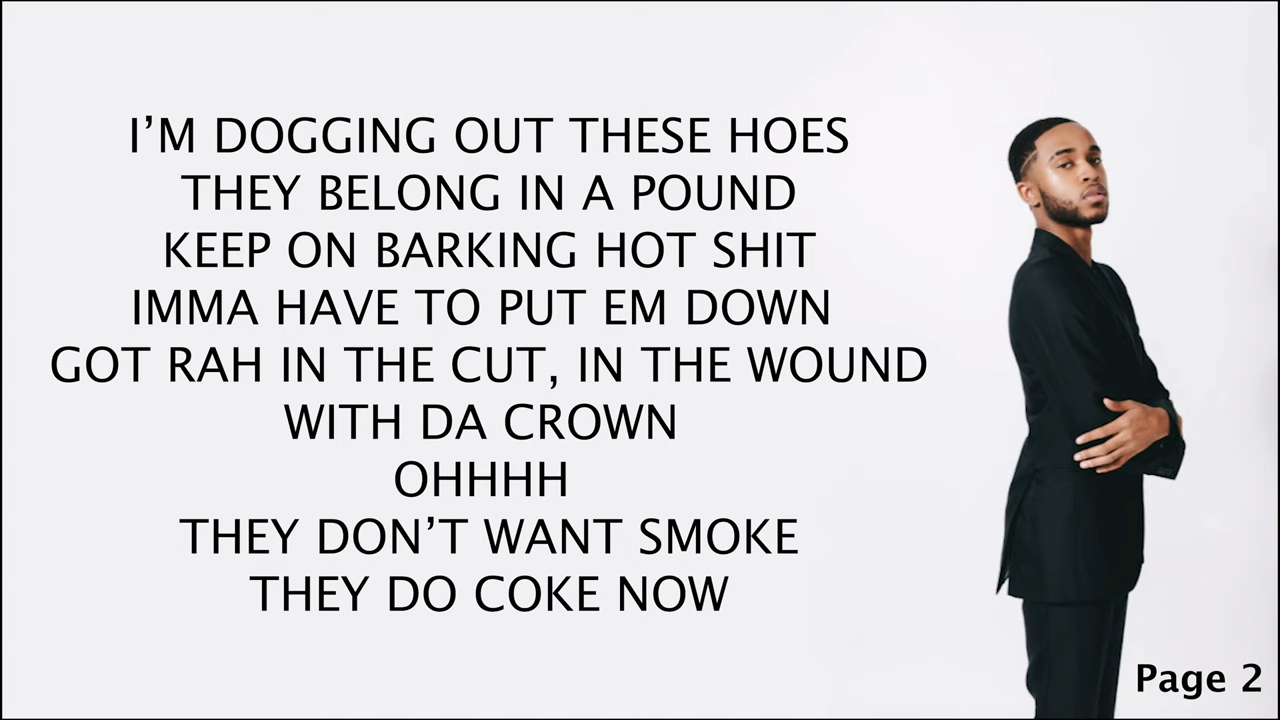 I’M DOGGING OUT THESE HOES
THEY BELONG IN A POUND
KEEP ON BARKING HOT SHIT
IMMA HAVE TO PUT EM DOWN
GOT RAH IN THE CUT, IN THE WOUND
WITH DA CROWN
OHHHH
THEY DON’T WANT SMOKE
THEY DO COKE NOW
Page 2